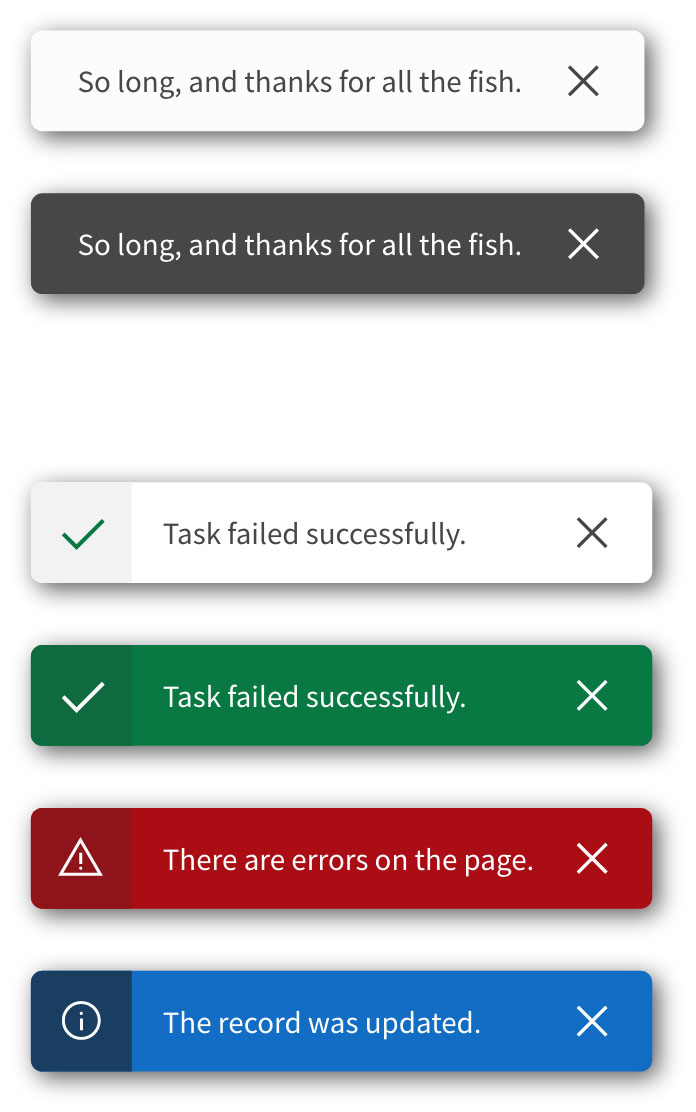 So long, and thanks for all the fish.
So long, and thanks for all the fish.
Task failed successfully.
Task failed successfully.
There are errors on the page.
The record was updated.